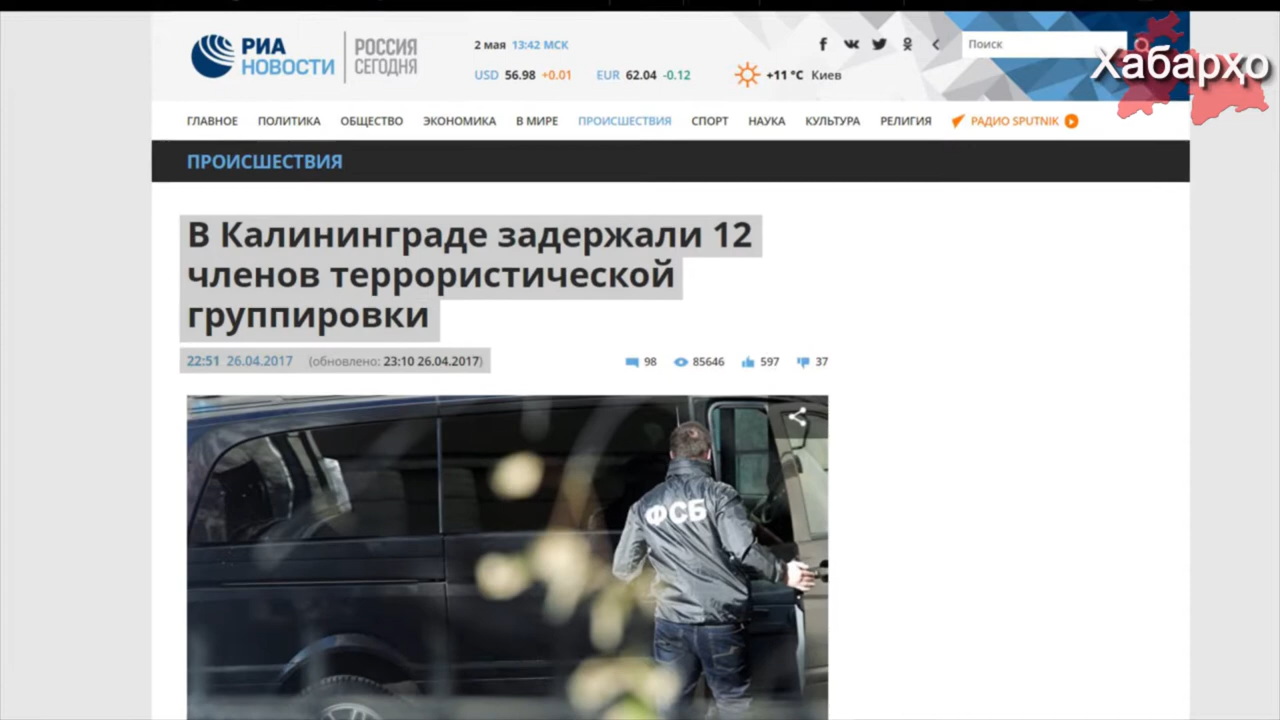 РИА
НОВОСТИ
РОССИЯ
СЕГОДНЯ
2 мая 13:42 МСК
USD 56.98 +0.01 EUR 62.04 -0.12
+11 °C Киев
Поиск
Хабарҳо
ГЛАВНОЕ ПОЛИТИКА ОБЩЕСТВО ЭКОНОМИКА В МИРЕ ПРОИСШЕСТВИЯ СПОРТ НАУКА КУЛЬТУРА РЕЛИГИЯ РАДИО SPUTNIK
ПРОИСШЕСТВИЯ
В Калининграде задержали 12
членов террористической
группировки
22:51 26.04.2017 (обновлено: 23:10 26.04.2017)
98 85646 597 37
ФСБ